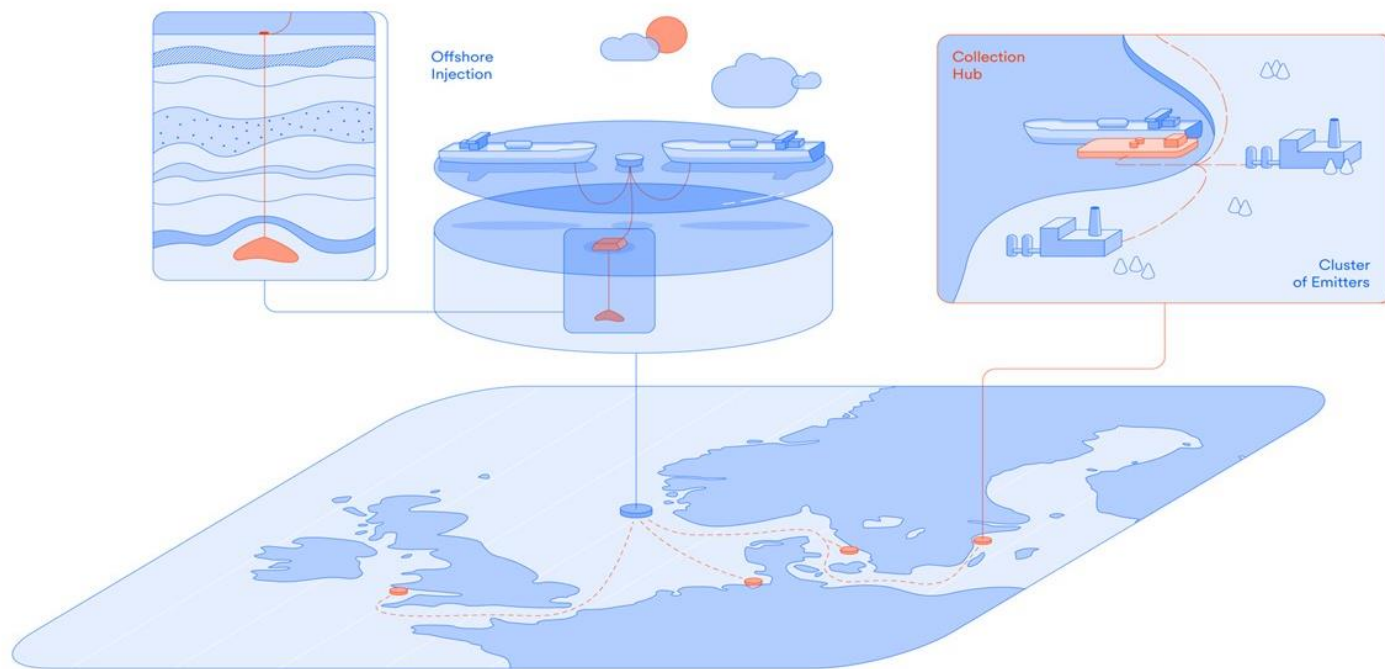 Offshore
Injection
Collection
Hub
Cluster
of Emitters